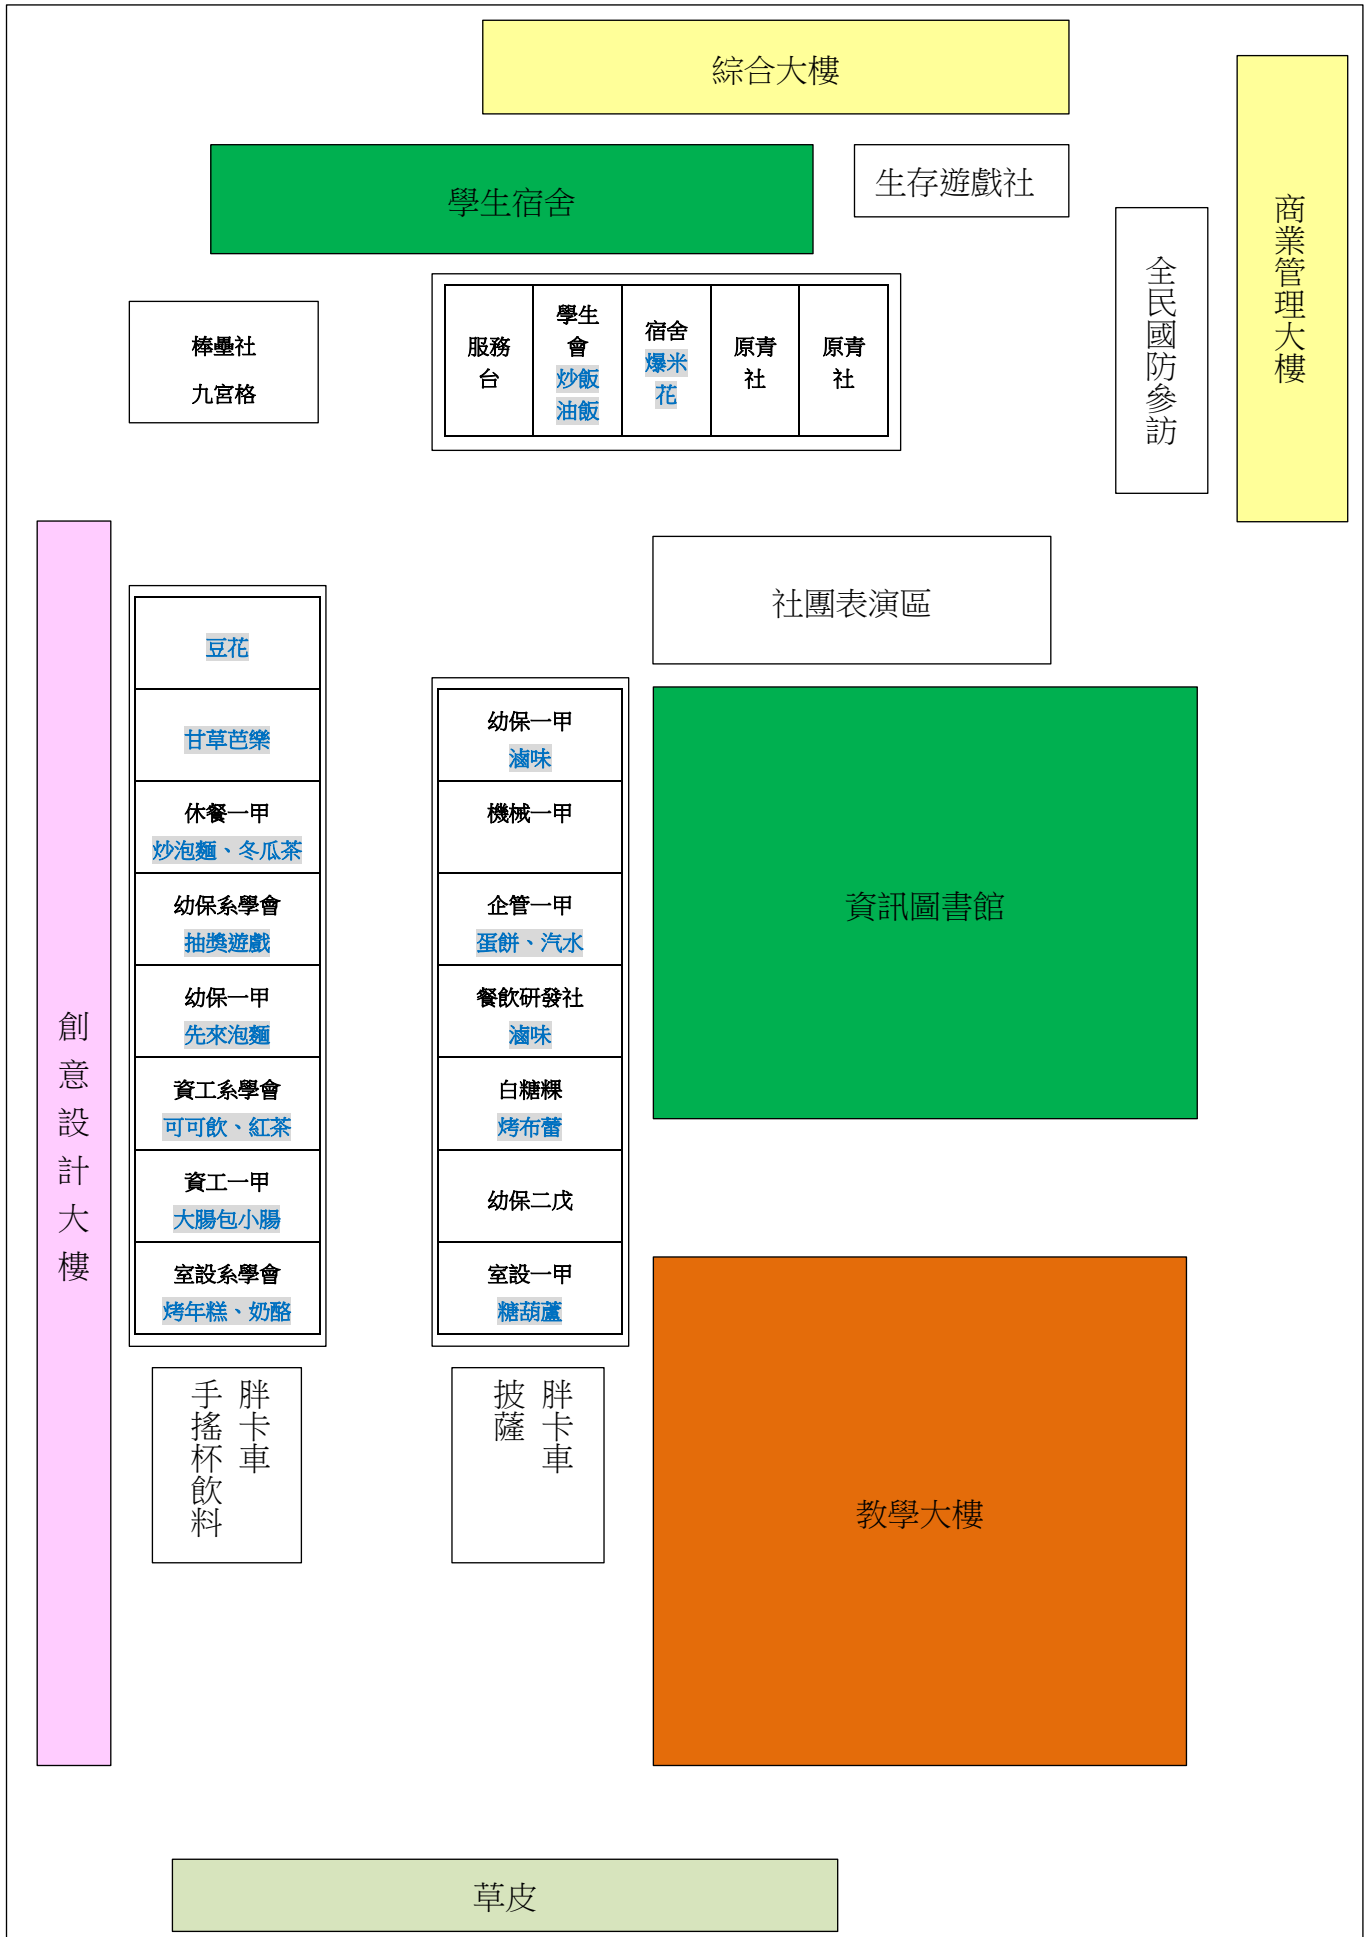 綜合大樓
商業管理大樓
學生宿舍
生存遊戲社
全民國防參訪
棒壘社
九宮格
服務
台
學生
會
炒飯
油飯
宿舍
爆米
花
原青
社
原青
社
創意設計大樓
社團表演區
豆花
甘草芭樂
休餐一甲
炒泡麵、冬瓜茶
幼保系學會
抽獎遊戲
幼保一甲
先來泡麵
資工系學會
可可飲、紅茶
資工一甲
大腸包小腸
室設系學會
烤年糕、奶酪
幼保一甲
滷味
機械一甲
企管一甲
蛋餅、汽水
餐飲研發社
滷味
白糖粿
烤布蕾
幼保二戊
室設一甲
糖葫蘆
資訊圖書館
胖卡車
手搖杯飲料
胖卡車
披薩
教學大樓
草皮